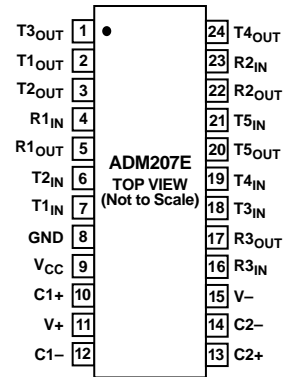 T3OUT 1 24 T4OUT
T1OUT 2 23 R2IN
T2OUT 3 22 R2OUT
R1IN 4 21 T5IN
R1OUT 5 20 T5OUT
ADM207E
T2IN 6 TOP VIEW 19 T4IN
T1IN 7 (Not to Scale) 18 T3IN
GND 8 17 R3OUT
VCC 9 16 R3IN
C1+ 10 15 V–
V+ 11 14 C2–
C1– 12 13 C2+